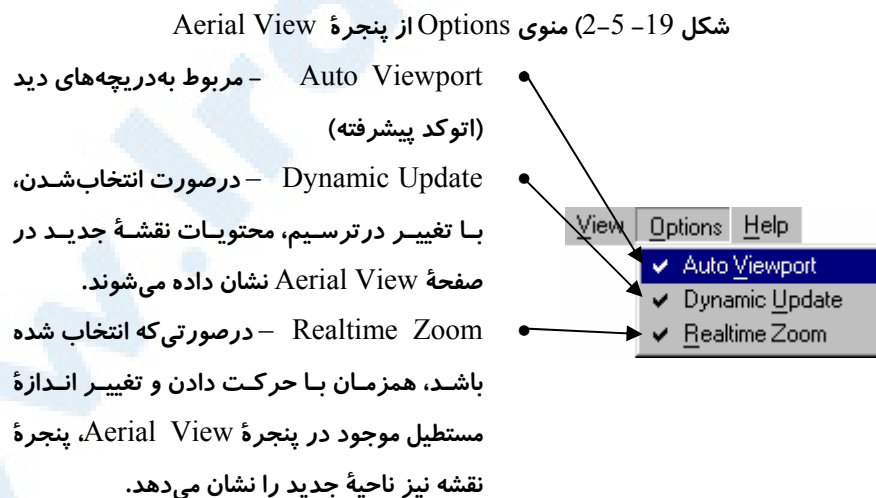 شکل 19- 5-2) منوی Options از پنجرۀ Aerial View
• Auto Viewport – مربوط به‌دریچه‌های دید
(اتوکد پیشرفته)
• Dynamic Update – درصورت انتخاب‌شدن،
با تغییر درترسیم، محتویات نقشۀ جدید در
صفحۀ Aerial View نشان داده می‌شوند.
• Realtime Zoom – درصورتی‌که انتخاب شده
باشد، همزمان با حرکت دادن و تغییر اندازۀ
مستطیل موجود در پنجرۀ Aerial View، پنجرۀ
نقشه نیز ناحیۀ جدید را نشان می‌دهد.
View Options Help
✔ Auto Viewport
✔ Dynamic Update
✔ Realtime Zoom